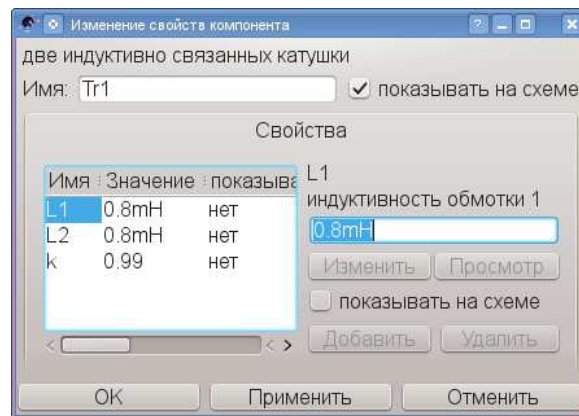 Изменение свойств компонента
две индуктивно связанных катушки
Имя: Tr1 показывать на схеме
Свойства
Имя Значение показыва
L1 0.8mH нет
L2 0.8mH нет
k 0.99 нет
L1
индуктивность обмотки 1
0.8mH
Изменить Просмотр
показывать на схеме
Добавить Удалить
OK Применить Отменить